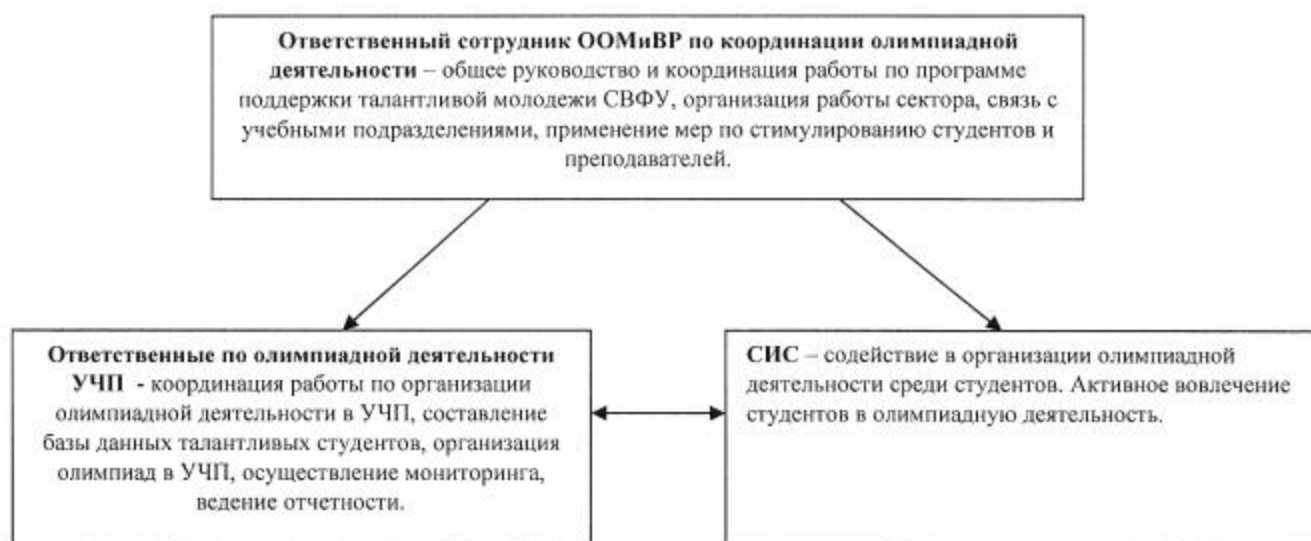 Ответственный сотрудник ООМиВР по координации олимпиадной
деятельности – общее руководство и координация работы по программе
поддержки талантливой молодежи СВФУ, организация работы сектора, связь с
учебными подразделениями, применение мер по стимулированию студентов и
преподавателей.
Ответственные по олимпиадной деятельности
УЧП - координация работы по организации
олимпиадной деятельности в УЧП, составление
базы данных талантливых студентов, организация
олимпиад в УЧП, осуществление мониторинга,
ведение отчетности.
СИС – содействие в организации олимпиадной
деятельности среди студентов. Активное вовлечение
студентов в олимпиадную деятельность.